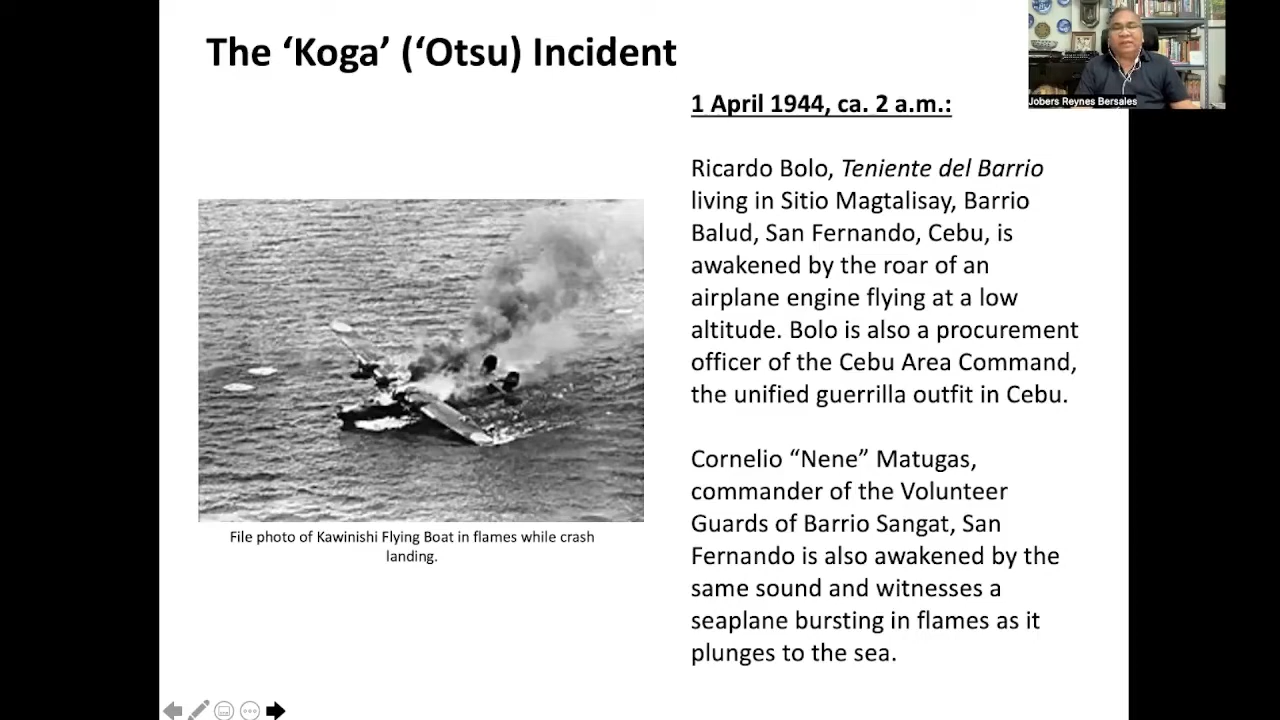 The ‘Koga’ (‘Otsu) Incident
Jobers Reynes Bersales
1 April 1944, ca. 2 a.m.:
Ricardo Bolo, Teniente del Barrio
living in Sitio Magtalisay, Barrio
Balud, San Fernando, Cebu, is
awakened by the roar of an
airplane engine flying at a low
altitude. Bolo is also a procurement
officer of the Cebu Area Command,
the unified guerrilla outfit in Cebu.
Cornelio “Nene” Matugas,
commander of the Volunteer
Guards of Barrio Sangat, San
Fernando is also awakened by the
same sound and witnesses a
seaplane bursting in flames as it
plunges to the sea.
File photo of Kawinishi Flying Boat in flames while crash
landing.